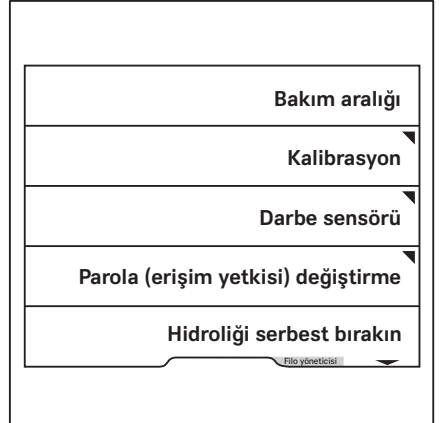 Bakım aralığı
Kalibrasyon
Darbe sensörü
Parola (erişim yetkisi) değiştirme
Hidroliği serbest bırakın
Filo yöneticisi